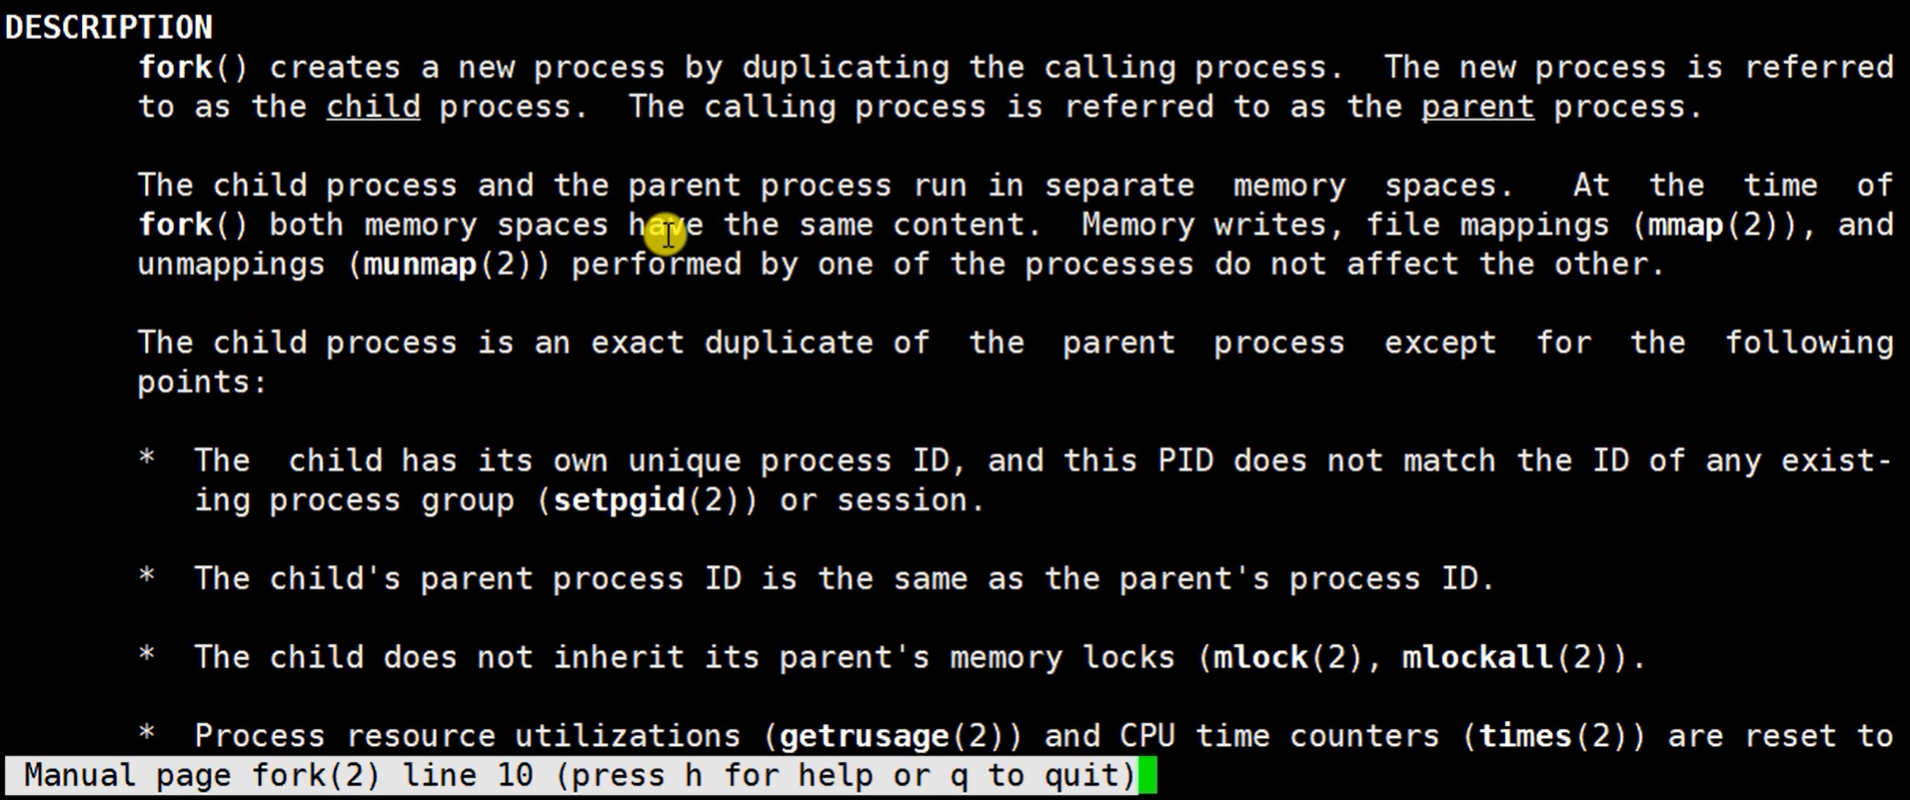 DESCRIPTION
fork() creates a new process by duplicating the calling process.  The new process is referred
to as the child process.  The calling process is referred to as the parent process.
The child process and the parent process run in separate  memory  spaces.   At  the  time  of
fork() both memory spaces have the same content.  Memory writes, file mappings (mmap(2)), and
unmappings (munmap(2)) performed by one of the processes do not affect the other.
The child process is an exact duplicate of  the  parent  process  except  for  the  following
points:
*  The  child has its own unique process ID, and this PID does not match the ID of any exist-
ing process group (setpgid(2)) or session.
*  The child's parent process ID is the same as the parent's process ID.
*  The child does not inherit its parent's memory locks (mlock(2), mlockall(2)).
*  Process resource utilizations (getrusage(2)) and CPU time counters (times(2)) are reset to
Manual page fork(2) line 10 (press h for help or q to quit)